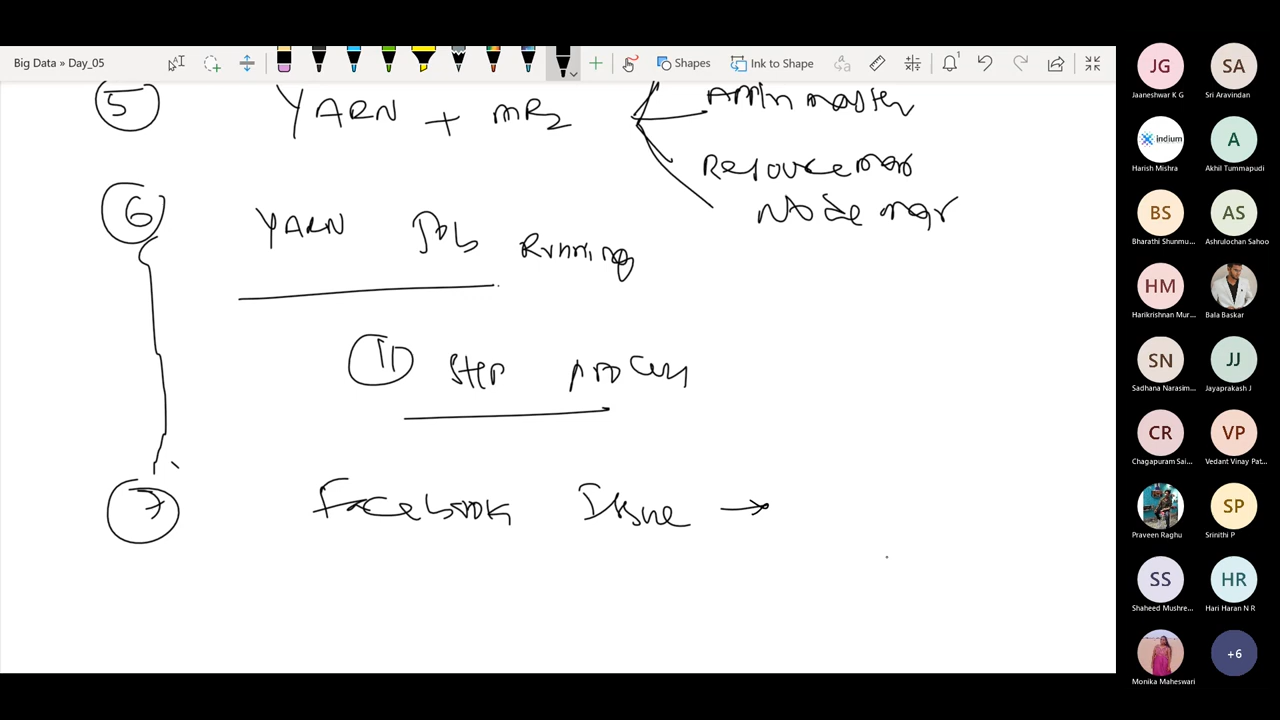 Big Data » Day_05
Shapes
Ink to Shape
5 YARN + MR2
Appln master
Resource mgr
Node mgr
6 YARN Job Running
11 step process
7 Facebook Issue →
JG
Jaaneshwar K G
SA
Sri Aravindan
indium
Harish Mishra
A
Akhil Tummapudi
BS
Bharathi Shunmu...
AS
Ashrulochan Sahoo
HM
Harikrishnan Mur...
Bala Baskar
SN
Sadhana Narasim...
JJ
Jayaprakash J
CR
Chagapuram Sai...
VP
Vedant Vinay Pat...
Praveen Raghu
SP
Srinithi P
SS
Shaheed Mushre...
HR
Hari Haran N R
Monika Maheswari
+6